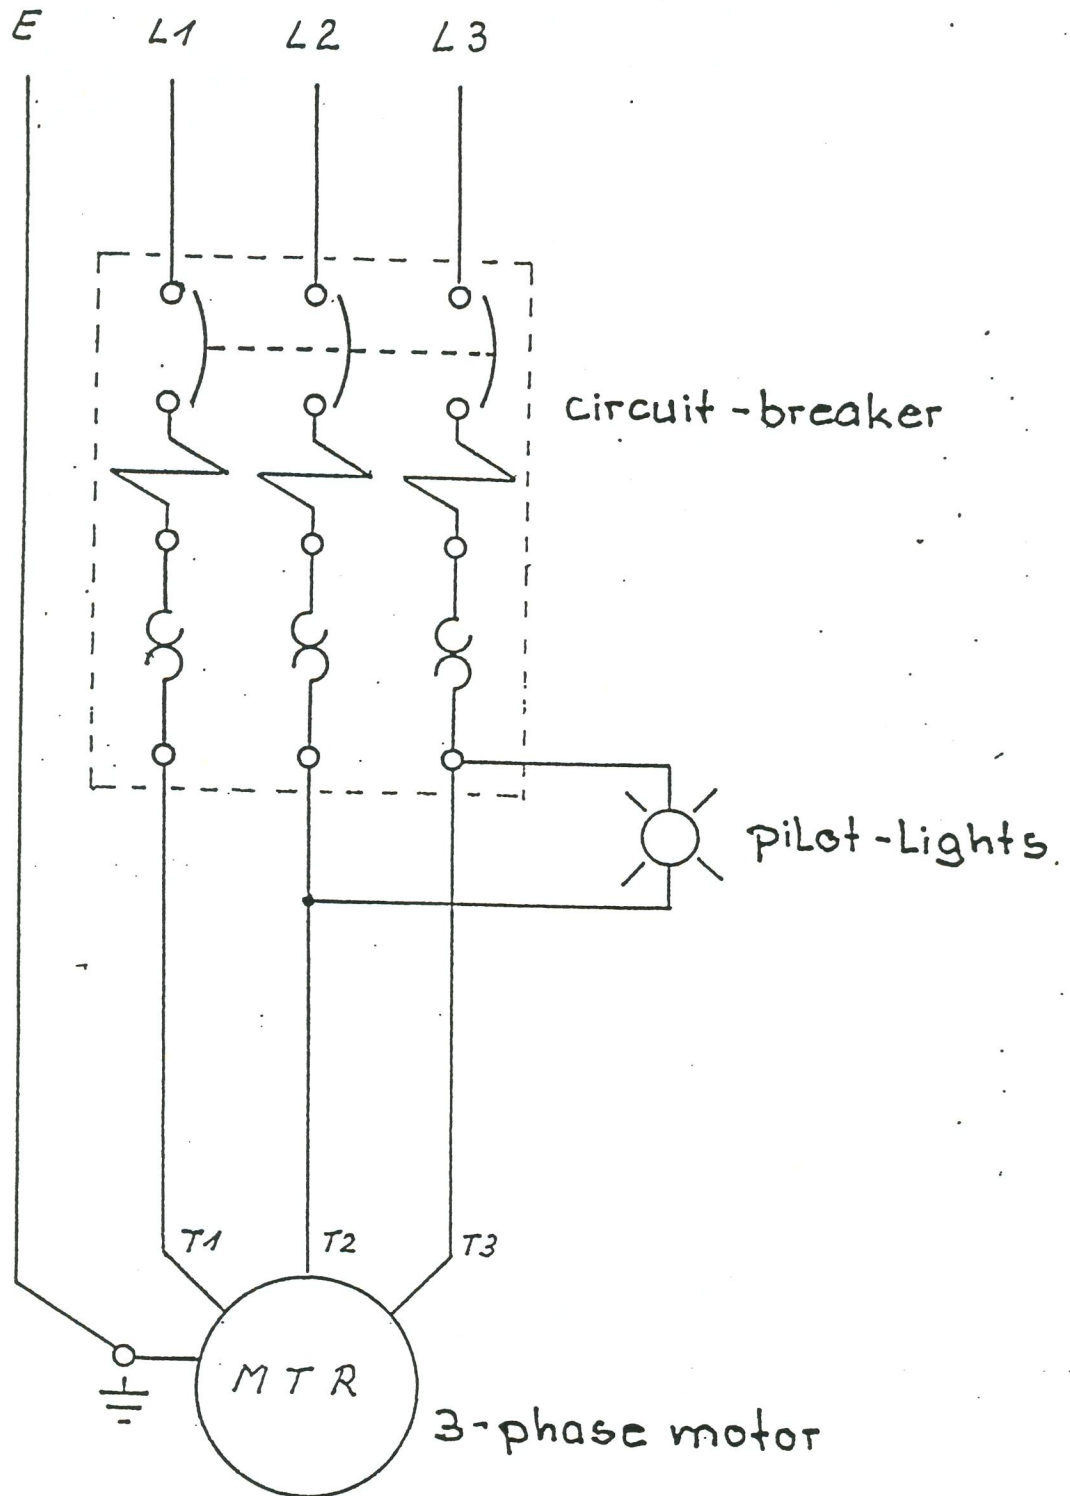 E L1 L2 L3
circuit-breaker
piLot-Lights.
T1 T2 T3
MTR
3-phase motor